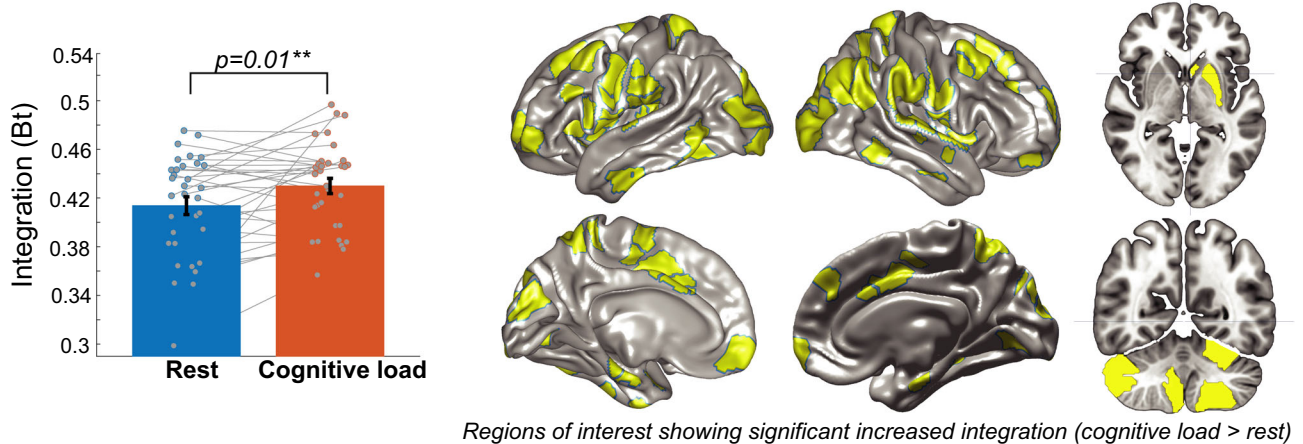 Integration (Bt)
0.54
0.5
0.46
0.42
0.38
0.34
0.3
p=0.01**
Rest
Cognitive load
Regions of interest showing significant increased integration (cognitive load > rest)